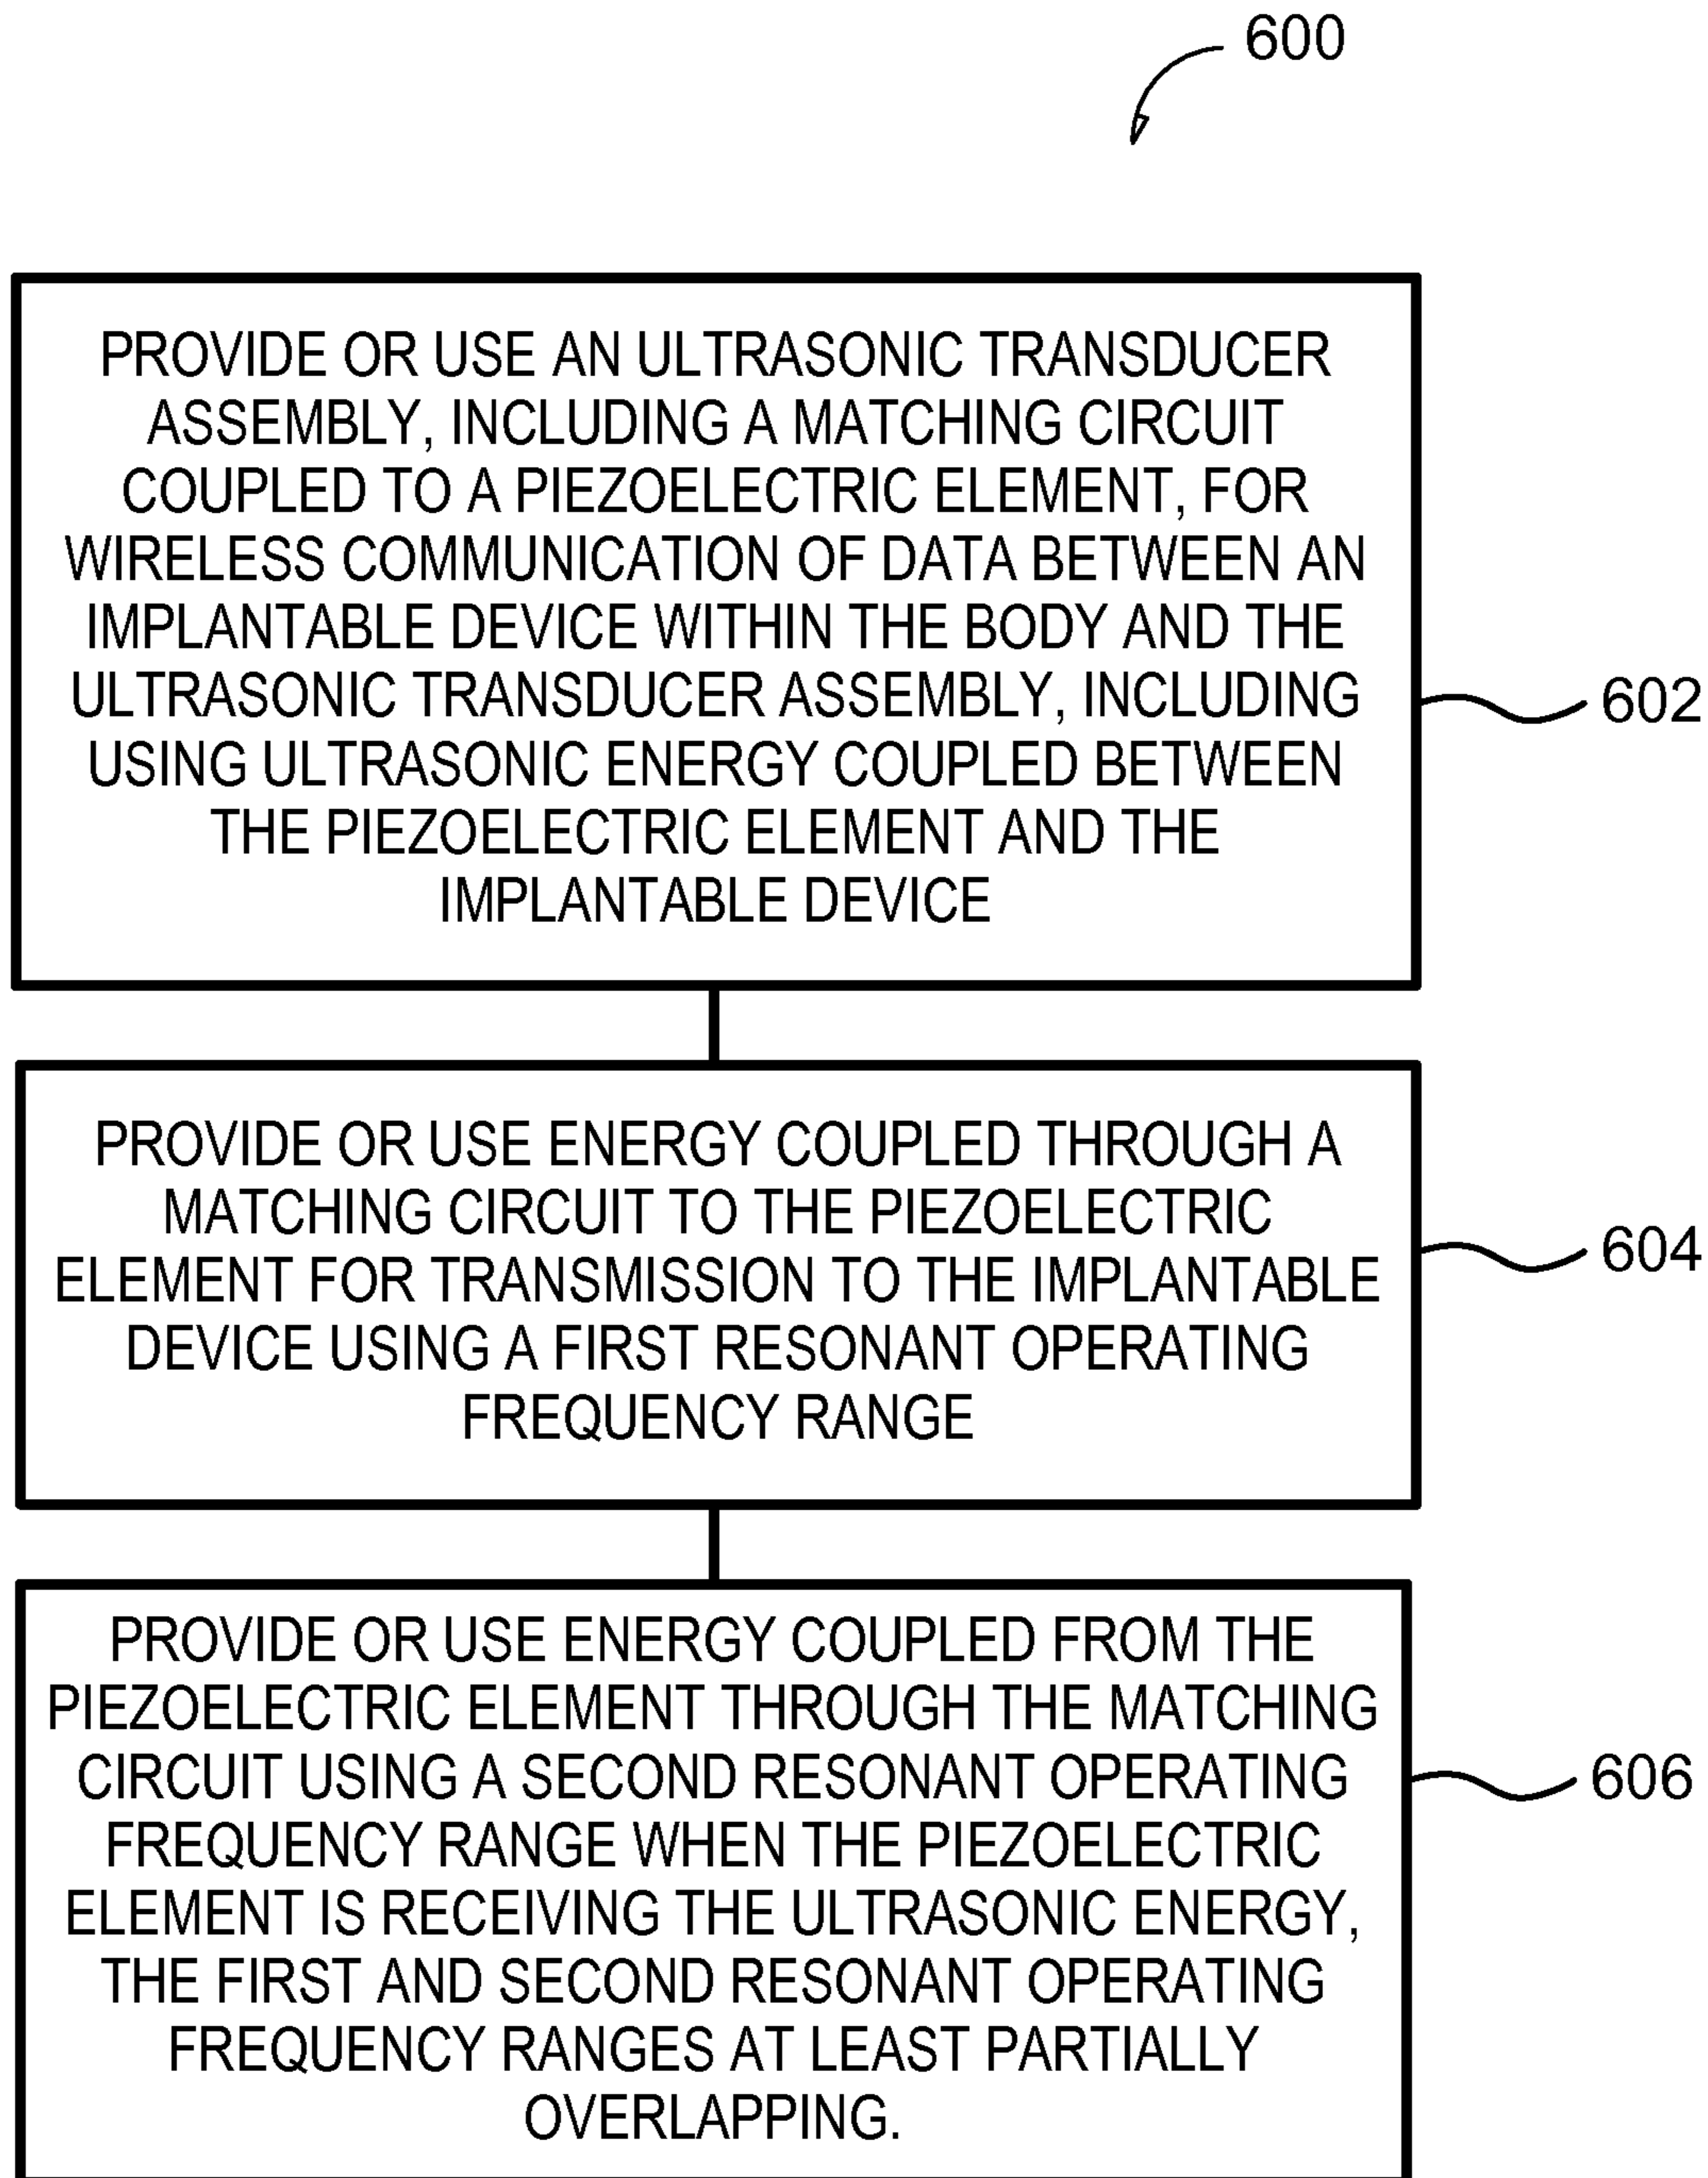 600
PROVIDE OR USE AN ULTRASONIC TRANSDUCER
ASSEMBLY, INCLUDING A MATCHING CIRCUIT
COUPLED TO A PIEZOELECTRIC ELEMENT, FOR
WIRELESS COMMUNICATION OF DATA BETWEEN AN
IMPLANTABLE DEVICE WITHIN THE BODY AND THE
ULTRASONIC TRANSDUCER ASSEMBLY, INCLUDING
USING ULTRASONIC ENERGY COUPLED BETWEEN
THE PIEZOELECTRIC ELEMENT AND THE
IMPLANTABLE DEVICE
602
PROVIDE OR USE ENERGY COUPLED THROUGH A
MATCHING CIRCUIT TO THE PIEZOELECTRIC
ELEMENT FOR TRANSMISSION TO THE IMPLANTABLE
DEVICE USING A FIRST RESONANT OPERATING
FREQUENCY RANGE
604
PROVIDE OR USE ENERGY COUPLED FROM THE
PIEZOELECTRIC ELEMENT THROUGH THE MATCHING
CIRCUIT USING A SECOND RESONANT OPERATING
FREQUENCY RANGE WHEN THE PIEZOELECTRIC
ELEMENT IS RECEIVING THE ULTRASONIC ENERGY,
THE FIRST AND SECOND RESONANT OPERATING
FREQUENCY RANGES AT LEAST PARTIALLY
OVERLAPPING.
606